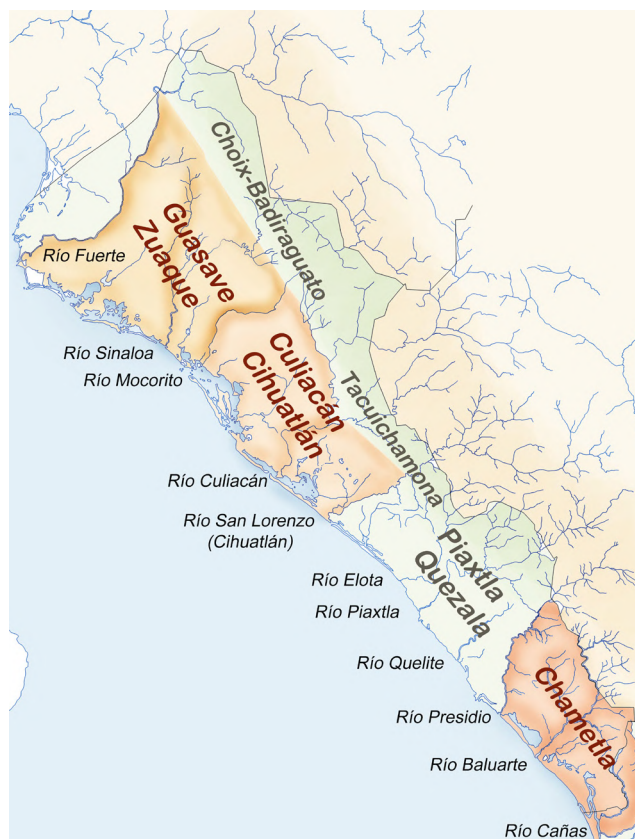 Choix-Badiraguato
Guasave
Zuaque
Río Fuerte
Río Sinaloa
Río Mocorito
Culiacán
Cihuatlán
Tacuichamona
Río Culiacán
Río San Lorenzo
(Cihuatlán)
Piaxtla
Quezala
Río Elota
Río Piaxtla
Río Quelite
Chametla
Río Presidio
Río Baluarte
Río Cañas